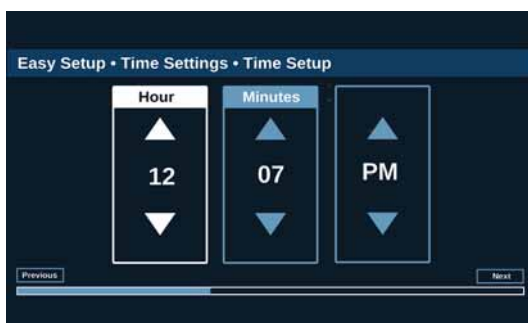 Easy Setup • Time Settings • Time Setup
Hour Minutes
12 07 PM
Previous Next